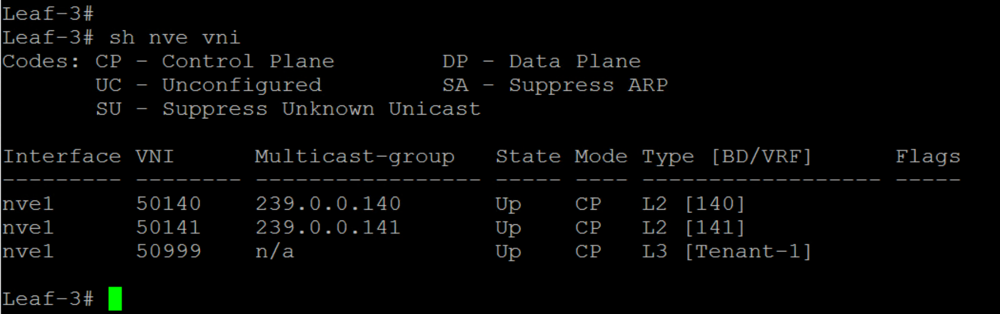 Leaf-3#
Leaf-3# sh nve vni
Codes: CP - Control Plane        DP - Data Plane
       UC - Unconfigured         SA - Suppress ARP
       SU - Suppress Unknown Unicast

Interface VNI      Multicast-group   State Mode Type [BD/VRF]      Flags
--------- -------- ----------------- ----- ---- ------------------ -----
nve1      50140    239.0.0.140       Up    CP   L2 [140]
nve1      50141    239.0.0.141       Up    CP   L2 [141]
nve1      50999    n/a               Up    CP   L3 [Tenant-1]

Leaf-3#